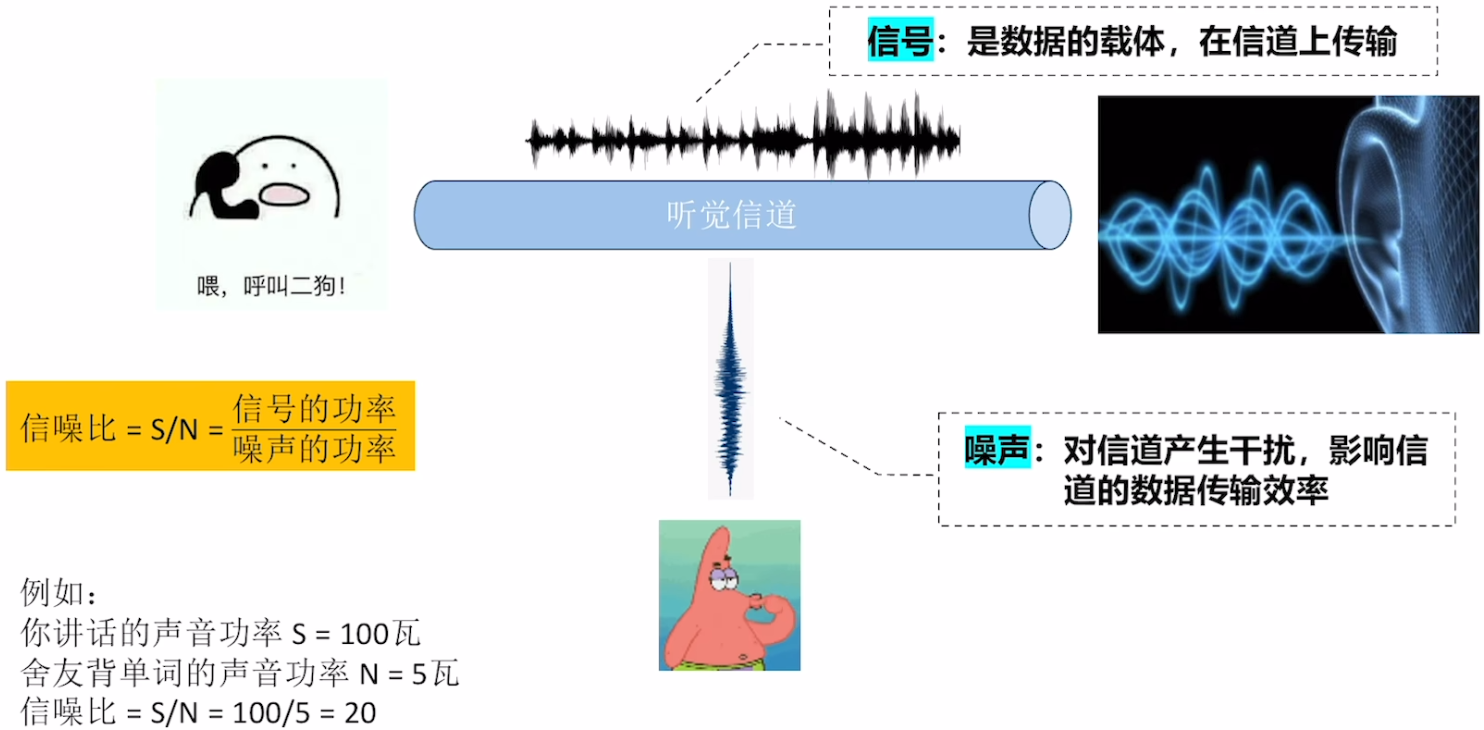 信号：是数据的载体，在信道上传输
听觉信道
喂，呼叫二狗！
信噪比 = S/N = 信号的功率
噪声的功率
噪声：对信道产生干扰，影响信
道的数据传输效率
例如：
你讲话的声音功率 S = 100瓦
舍友背单词的声音功率 N = 5瓦
信噪比 = S/N = 100/5 = 20